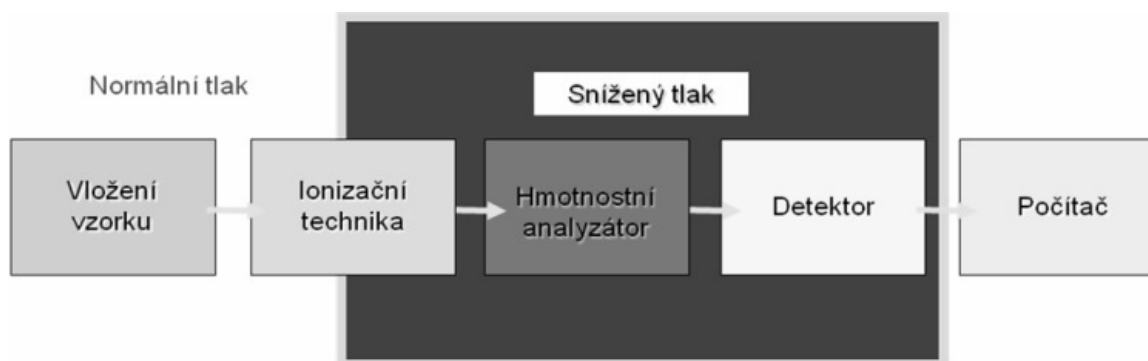 Normální tlak
Snížený tlak
Vložení
vzorku
Ionizační
technika
Hmotnostní
analyzátor
Detektor
Počítač